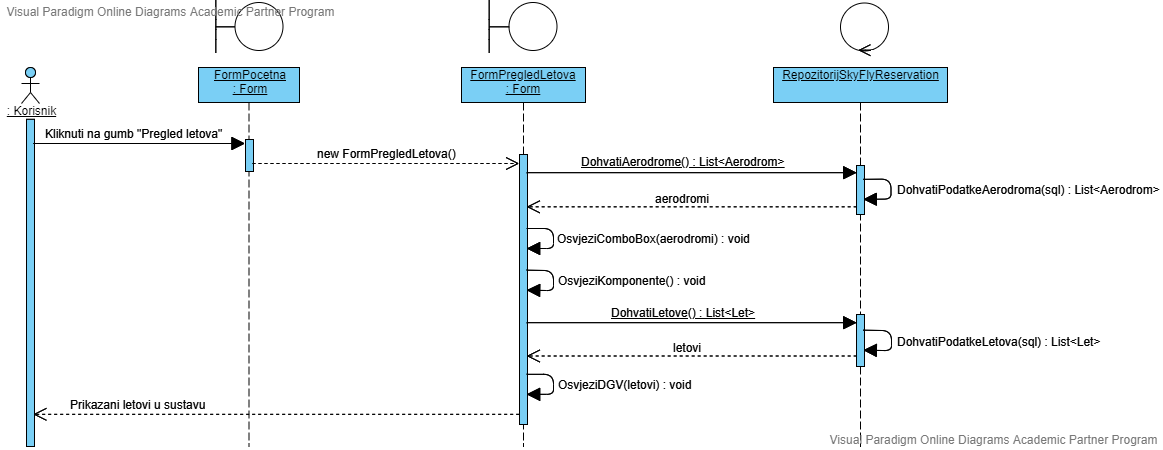 Visual Paradigm Online Diagrams Academic Partner Program
FormPocetna
: Form
FormPregledLetova
: Form
RepozitorijSkyFlyReservation
: Korisnik
Kliknuti na gumb "Pregled letova"
new FormPregledLetova()
DohvatiAerodrome() : List<Aerodrom>
DohvatiPodatkeAerodroma(sql) : List<Aerodrom>
aerodromi
OsvjeziComboBox(aerodromi) : void
OsvjeziKomponente() : void
DohvatiLetove() : List<Let>
DohvatiPodatkeLetova(sql) : List<Let>
letovi
OsvjeziDGV(letovi) : void
Prikazani letovi u sustavu
Visual Paradigm Online Diagrams Academic Partner Program